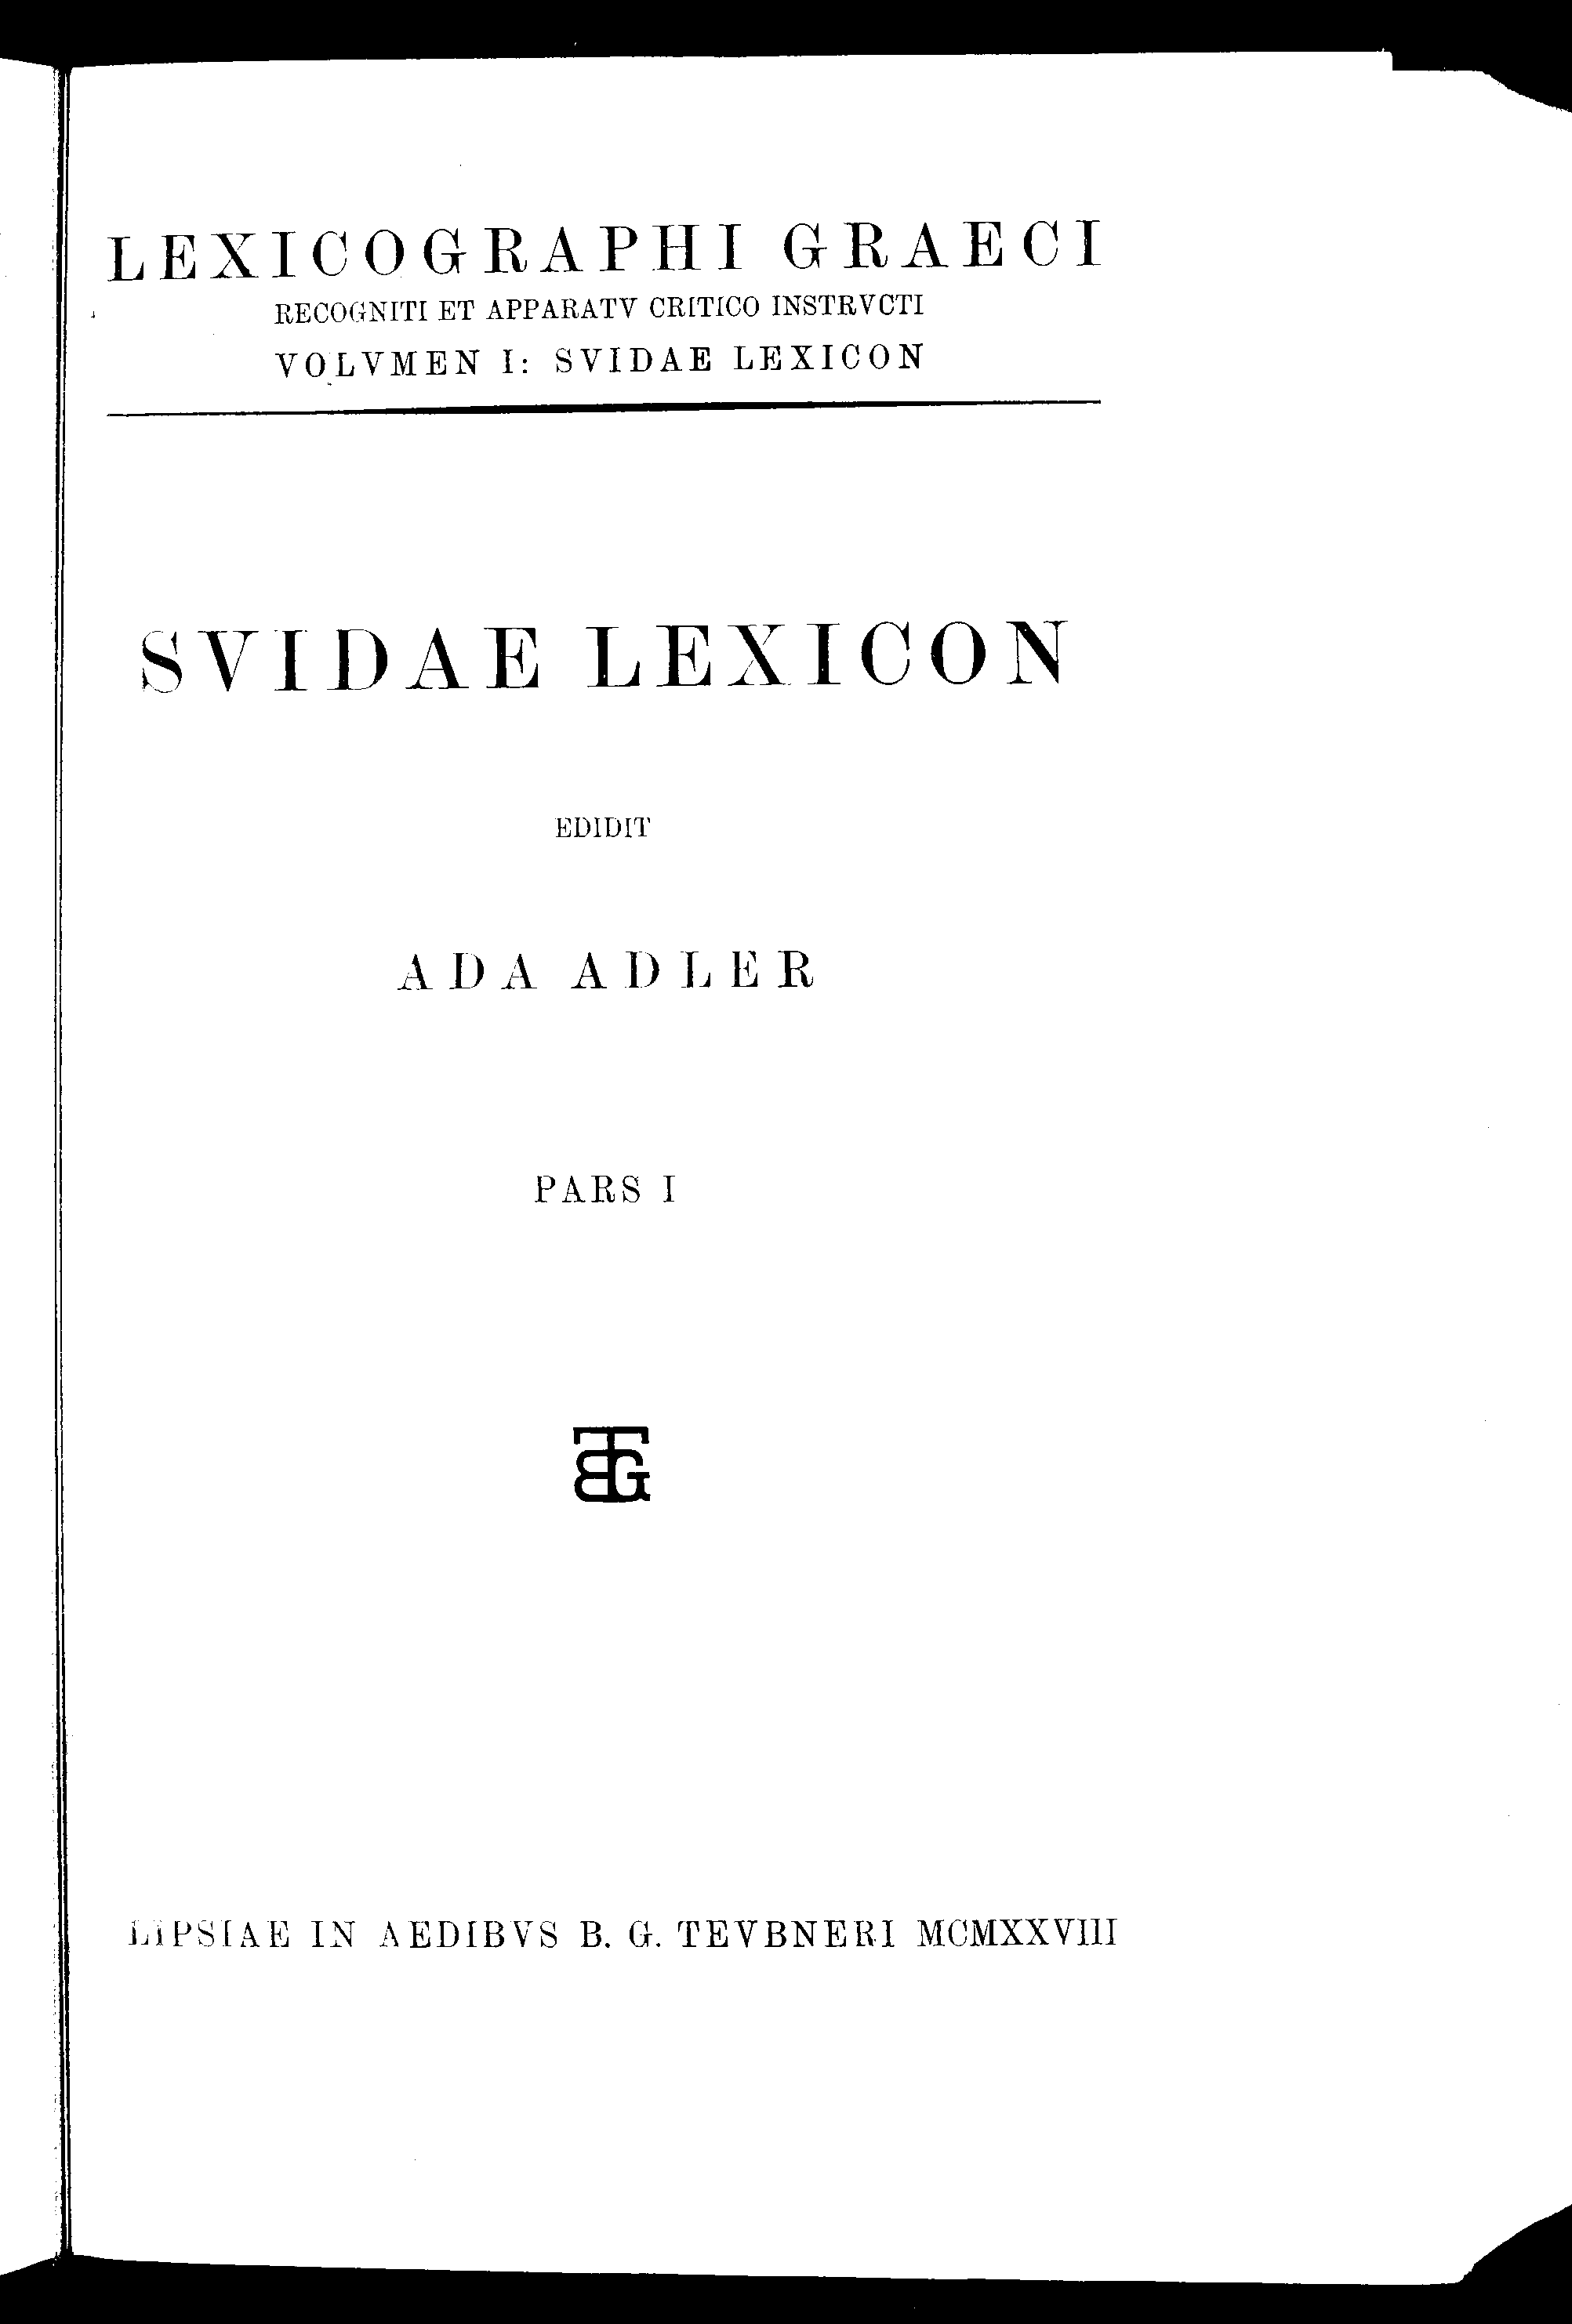 LEXICOGRAPHI GRAECI
RECOGNITI ET APPARATV CRITICO INSTRVCTI
VOLVMEN I: SVIDAE LEXICON
SVIDAE LEXICON
EDIDIT
ADA ADLER
PARS I
BTG
LIPSIAE IN AEDIBVS B. G. TEVBNERI MCMXXVIII